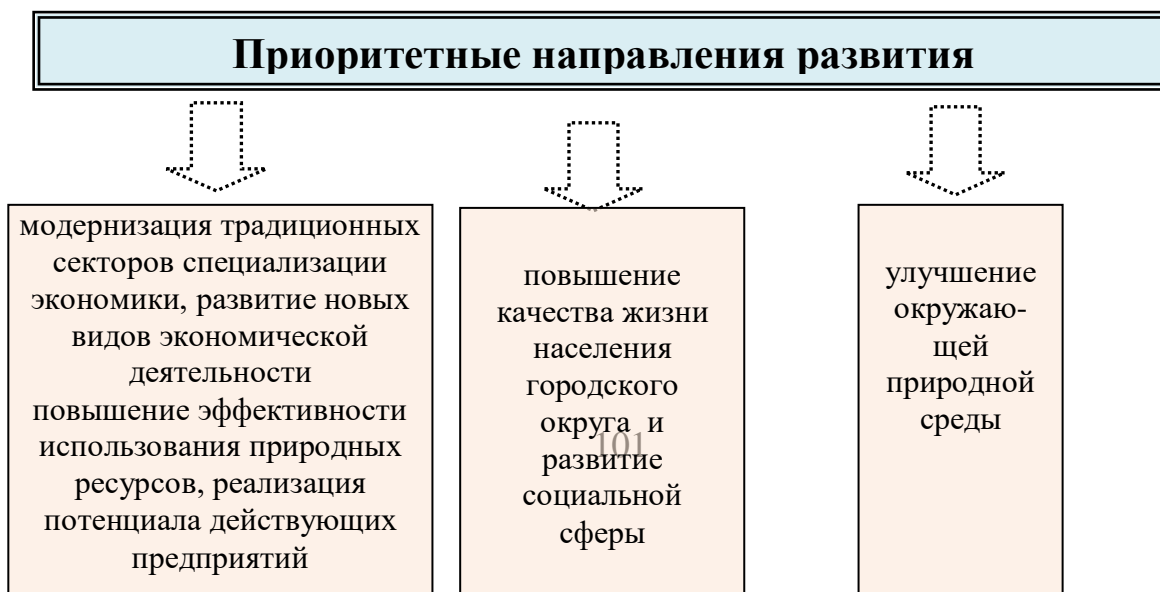 Приоритетные направления развития
модернизация традиционных
секторов специализации
экономики, развитие новых
видов экономической
деятельности
повышение эффективности
использования природных
ресурсов, реализация
потенциала действующих
предприятий
повышение
качества жизни
населения
городского
округа и
101
развитие
социальной
сферы
улучшение
окружаю-
щей
природной
среды